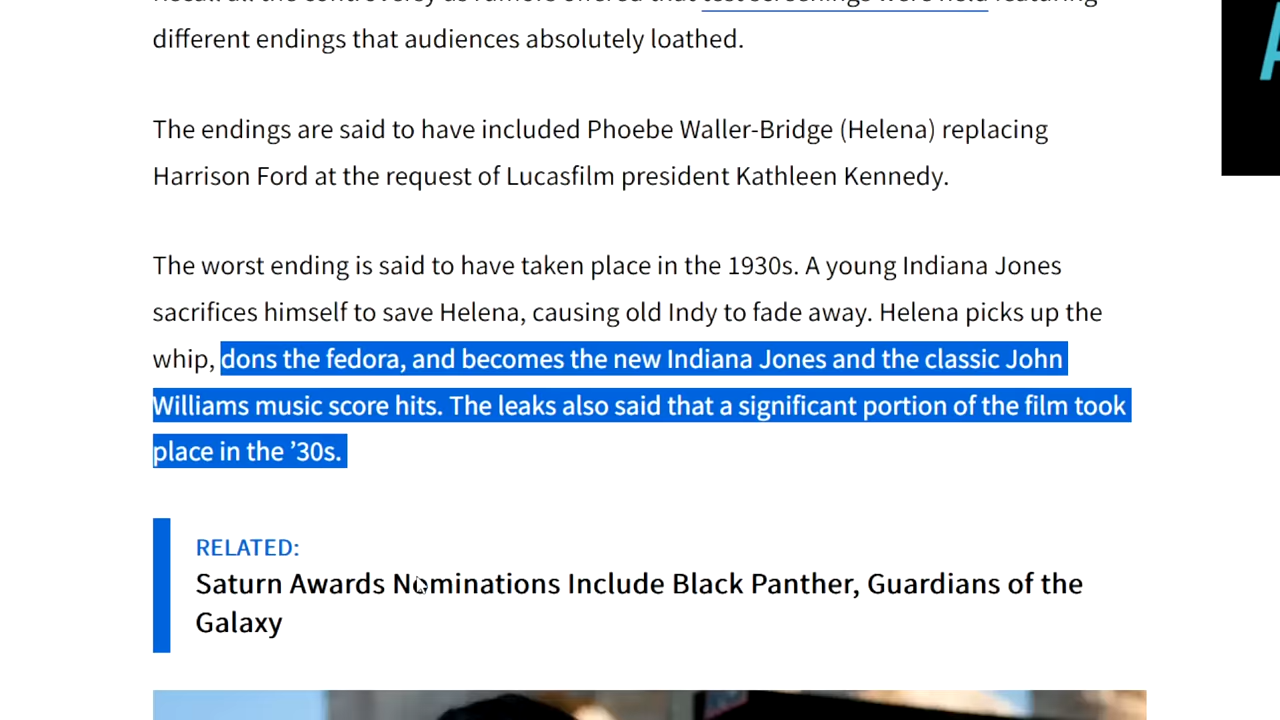 different endings that audiences absolutely loathed.
The endings are said to have included Phoebe Waller-Bridge (Helena) replacing
Harrison Ford at the request of Lucasfilm president Kathleen Kennedy.
The worst ending is said to have taken place in the 1930s. A young Indiana Jones
sacrifices himself to save Helena, causing old Indy to fade away. Helena picks up the
whip, dons the fedora, and becomes the new Indiana Jones and the classic John
Williams music score hits. The leaks also said that a significant portion of the film took
place in the ’30s.
RELATED:
Saturn Awards Nominations Include Black Panther, Guardians of the
Galaxy